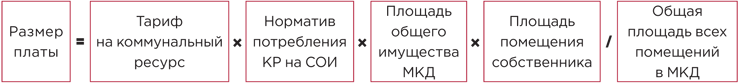 Размер
платы
=
Тариф
на коммунальный
ресурс
×
Норматив
потребления
КР на СОИ
×
Площадь
общего
имущества
МКД
×
Площадь
помещения
собственника
/
Общая
площадь всех
помещений
в МКД